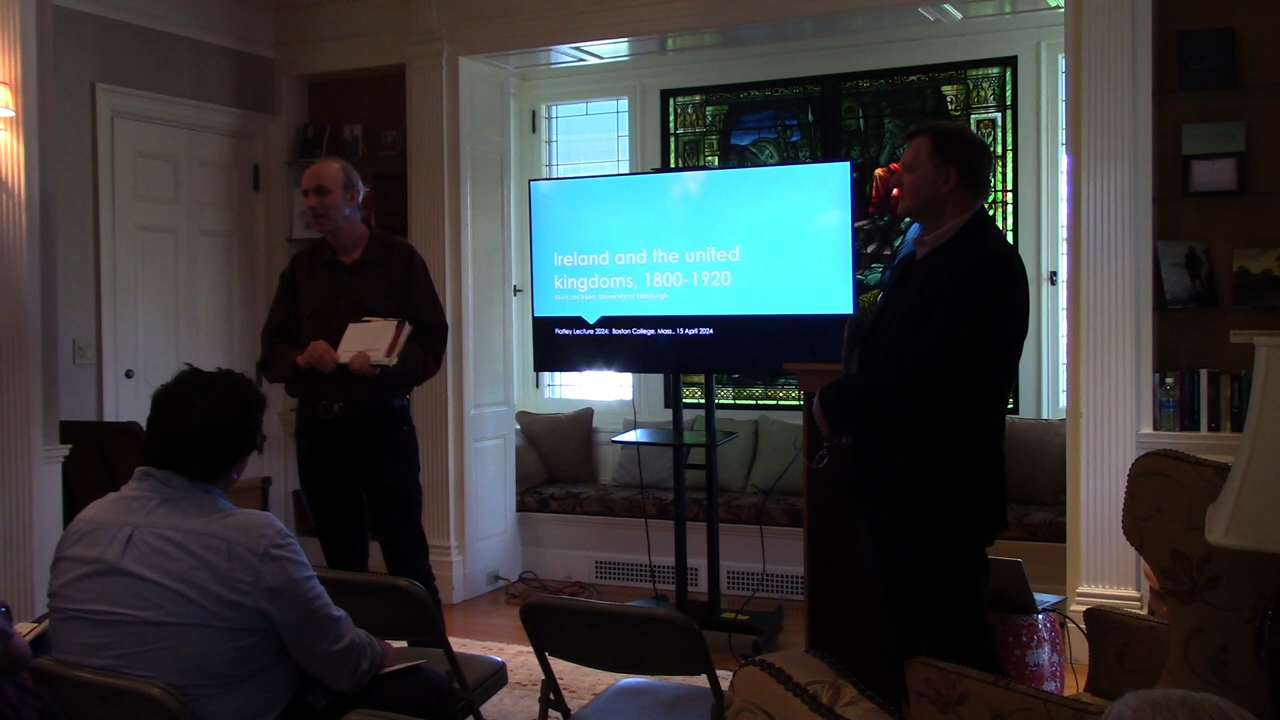 Ireland and the united
kingdoms, 1800-1920
Alvin Jackson, University of Edinburgh
Flatley Lecture 2024: Boston College, Mass., 15 April 2024